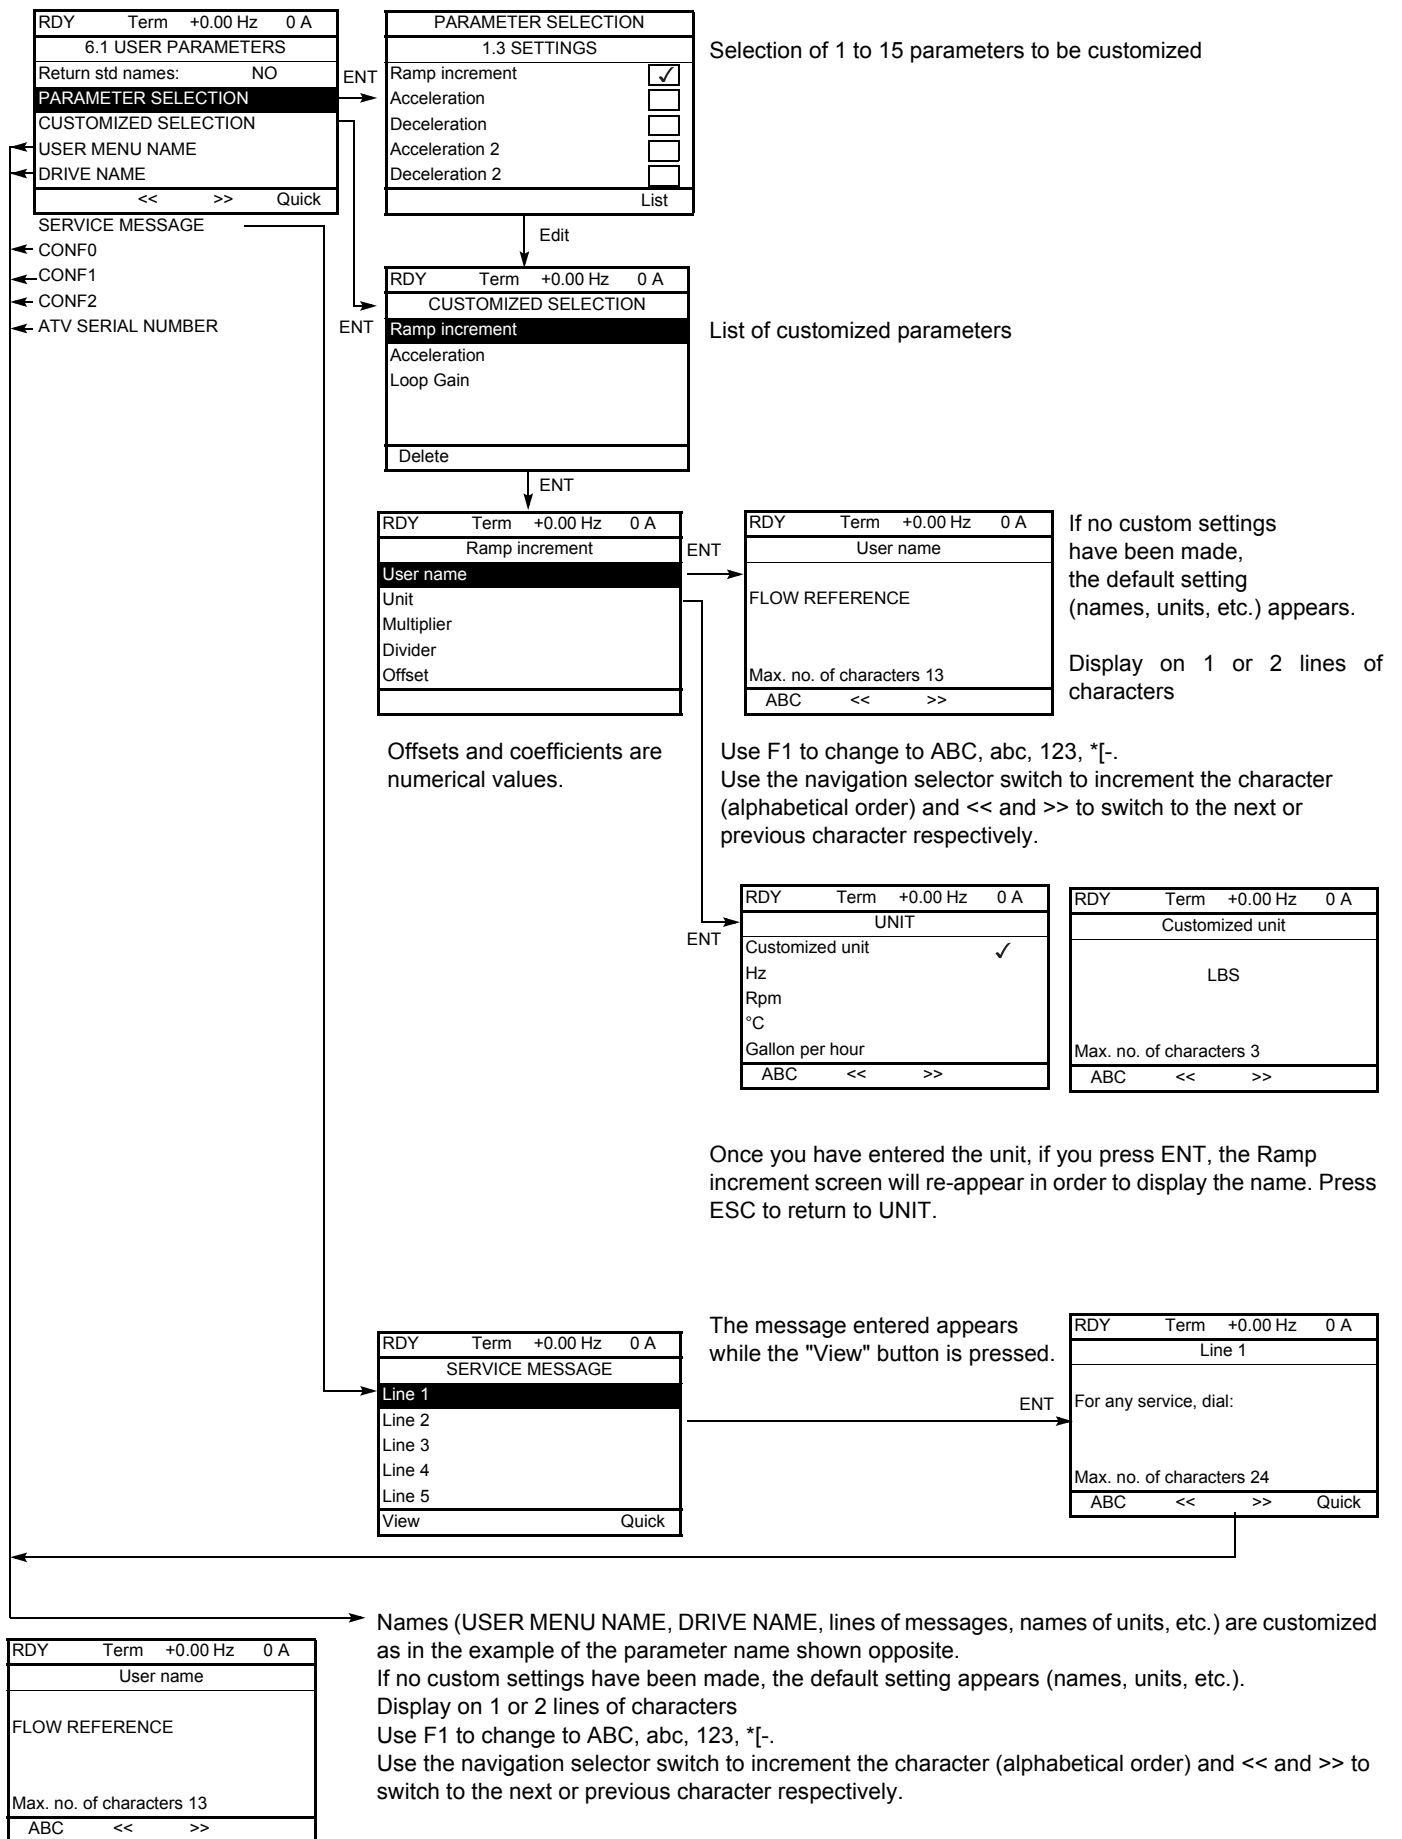 RDY Term +0.00 Hz 0 A
6.1 USER PARAMETERS
Return std names: NO
PARAMETER SELECTION
CUSTOMIZED SELECTION
USER MENU NAME
DRIVE NAME
<< >> Quick
SERVICE MESSAGE
CONF0
CONF1
CONF2
ATV SERIAL NUMBER
ENT
PARAMETER SELECTION
1.3 SETTINGS
Ramp increment ✓
Acceleration
Deceleration
Acceleration 2
Deceleration 2
List
Selection of 1 to 15 parameters to be customized
Edit
ENT
RDY Term +0.00 Hz 0 A
CUSTOMIZED SELECTION
Ramp increment
Acceleration
Loop Gain
Delete
List of customized parameters
ENT
RDY Term +0.00 Hz 0 A
Ramp increment
User name
Unit
Multiplier
Divider
Offset
ENT
RDY Term +0.00 Hz 0 A
User name
FLOW REFERENCE
Max. no. of characters 13
ABC << >>
If no custom settings
have been made,
the default setting
(names, units, etc.) appears.
Display on 1 or 2 lines of
characters
Offsets and coefficients are
numerical values.
Use F1 to change to ABC, abc, 123, *[-.
Use the navigation selector switch to increment the character
(alphabetical order) and << and >> to switch to the next or
previous character respectively.
ENT
RDY Term +0.00 Hz 0 A
UNIT
Customized unit ✓
Hz
Rpm
°C
Gallon per hour
ABC << >>
RDY Term +0.00 Hz 0 A
Customized unit
LBS
Max. no. of characters 3
ABC << >>
Once you have entered the unit, if you press ENT, the Ramp
increment screen will re-appear in order to display the name. Press
ESC to return to UNIT.
RDY Term +0.00 Hz 0 A
SERVICE MESSAGE
Line 1
Line 2
Line 3
Line 4
Line 5
View Quick
The message entered appears
while the "View" button is pressed.
ENT
RDY Term +0.00 Hz 0 A
Line 1
For any service, dial:
Max. no. of characters 24
ABC << >> Quick
Names (USER MENU NAME, DRIVE NAME, lines of messages, names of units, etc.) are customized
as in the example of the parameter name shown opposite.
If no custom settings have been made, the default setting appears (names, units, etc.).
Display on 1 or 2 lines of characters
Use F1 to change to ABC, abc, 123, *[-.
Use the navigation selector switch to increment the character (alphabetical order) and << and >> to
switch to the next or previous character respectively.
RDY Term +0.00 Hz 0 A
User name
FLOW REFERENCE
Max. no. of characters 13
ABC << >>